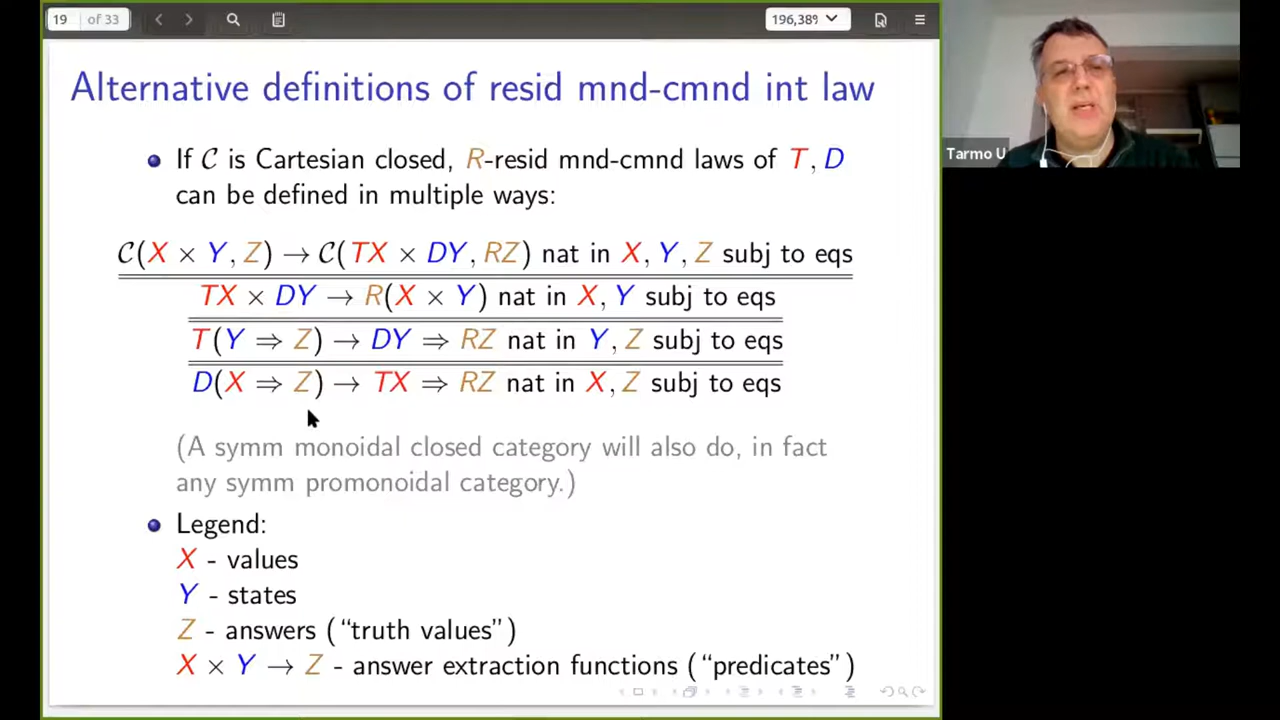 19 of 33 196,38%
Alternative definitions of resid mnd-cmnd int law
If 𝒞 is Cartesian closed, R-resid mnd-cmnd laws of T, D
can be defined in multiple ways:
𝒞(X × Y, Z) → 𝒞(TX × DY, RZ) nat in X, Y, Z subj to eqs
TX × DY → R(X × Y) nat in X, Y subj to eqs
T(Y ⇒ Z) → DY ⇒ RZ nat in Y, Z subj to eqs
D(X ⇒ Z) → TX ⇒ RZ nat in X, Z subj to eqs
(A symm monoidal closed category will also do, in fact
any symm promonoidal category.)
Legend:
X - values
Y - states
Z - answers (“truth values”)
X × Y → Z - answer extraction functions (“predicates”)
Tarmo U